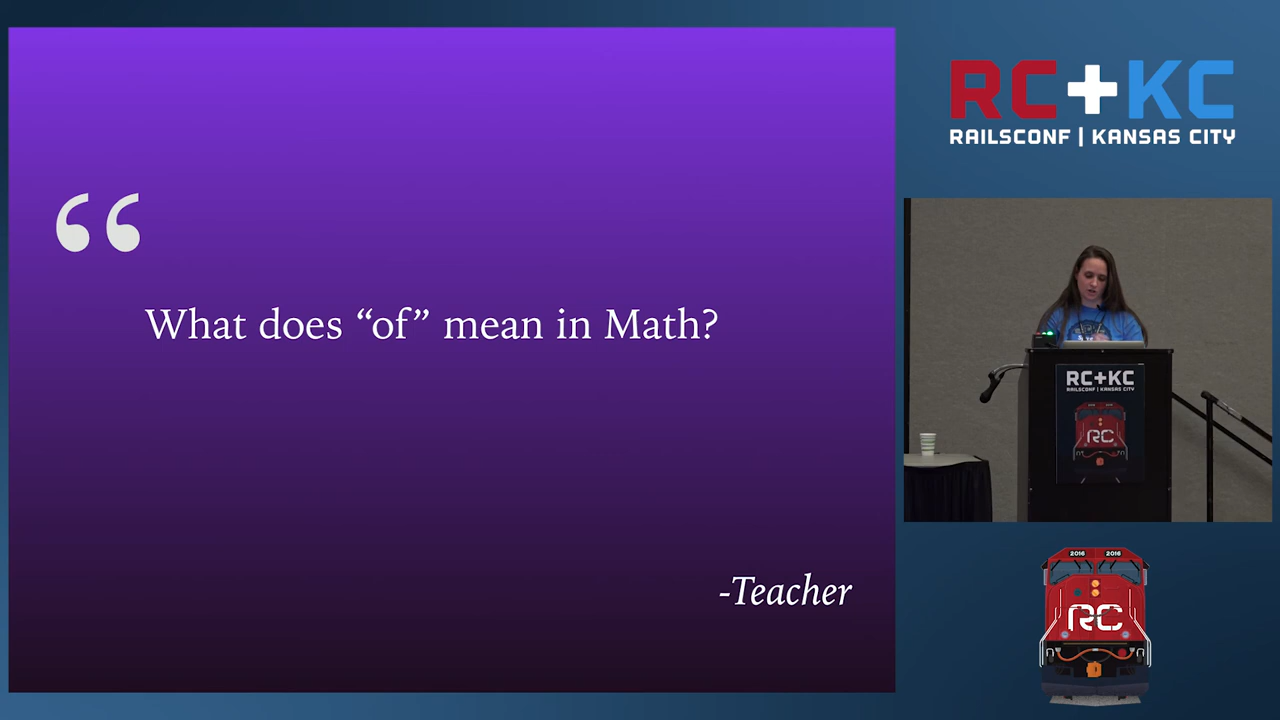 “
What does “of” mean in Math?
-Teacher
RC+KC
RAILSCONF | KANSAS CITY
RC+KC
RAILSCONF | KANSAS CITY
RC
2016 2016
RC